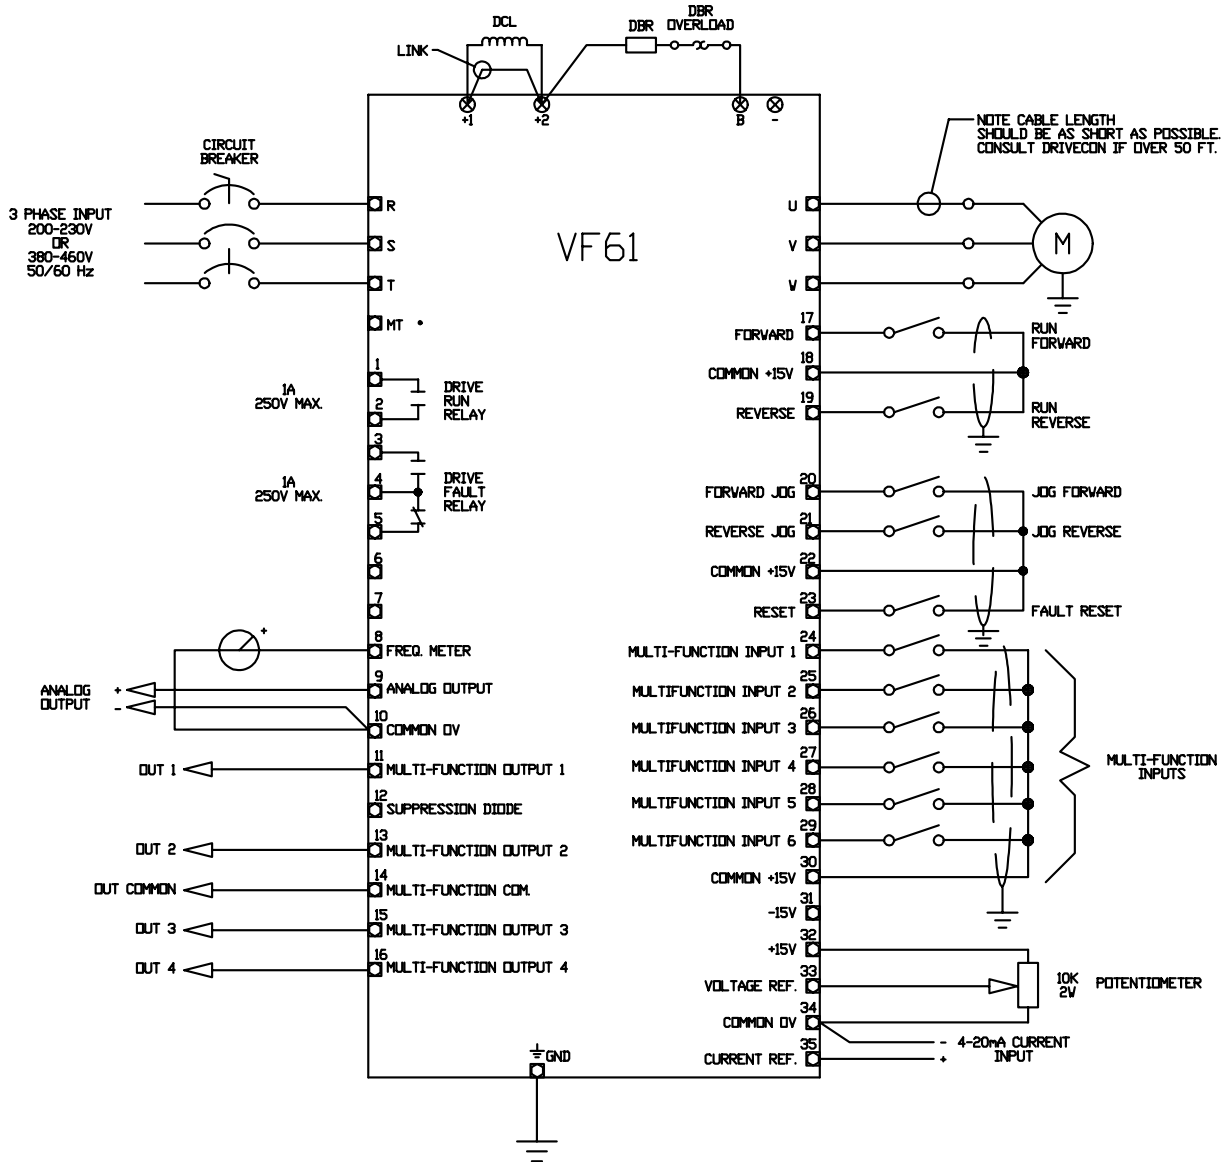 DCL
DBR
DBR
OVERLOAD
LINK
+1
+2
B
-
NOTE CABLE LENGTH
SHOULD BE AS SHORT AS POSSIBLE.
CONSULT DRIVECON IF OVER 50 FT.
CIRCUIT
BREAKER
3 PHASE INPUT
200-230V
OR
380-460V
50/60 Hz
R
S
T
MT •
VF61
U
V
W
M
1A
250V MAX.
1
2
DRIVE
RUN
RELAY
1A
250V MAX.
3
4
5
DRIVE
FAULT
RELAY
6
7
8
FREQ. METER
+
9
ANALOG OUTPUT
ANALOG
OUTPUT
+
-
10
COMMON 0V
OUT 1
11
MULTI-FUNCTION OUTPUT 1
12
SUPPRESSION DIODE
OUT 2
13
MULTI-FUNCTION OUTPUT 2
OUT COMMON
14
MULTI-FUNCTION COM.
OUT 3
15
MULTI-FUNCTION OUTPUT 3
OUT 4
16
MULTI-FUNCTION OUTPUT 4
GND
17
FORWARD
RUN
FORWARD
18
COMMON +15V
19
REVERSE
RUN
REVERSE
20
FORWARD JOG
JOG FORWARD
21
REVERSE JOG
JOG REVERSE
22
COMMON +15V
23
RESET
FAULT RESET
24
MULTI-FUNCTION INPUT 1
25
MULTIFUNCTION INPUT 2
26
MULTIFUNCTION INPUT 3
27
MULTIFUNCTION INPUT 4
28
MULTIFUNCTION INPUT 5
29
MULTIFUNCTION INPUT 6
MULTI-FUNCTION
INPUTS
30
COMMON +15V
31
-15V
32
+15V
33
VOLTAGE REF.
10K
2W
POTENTIOMETER
34
COMMON 0V
35
CURRENT REF.
-
+
4-20mA CURRENT
INPUT